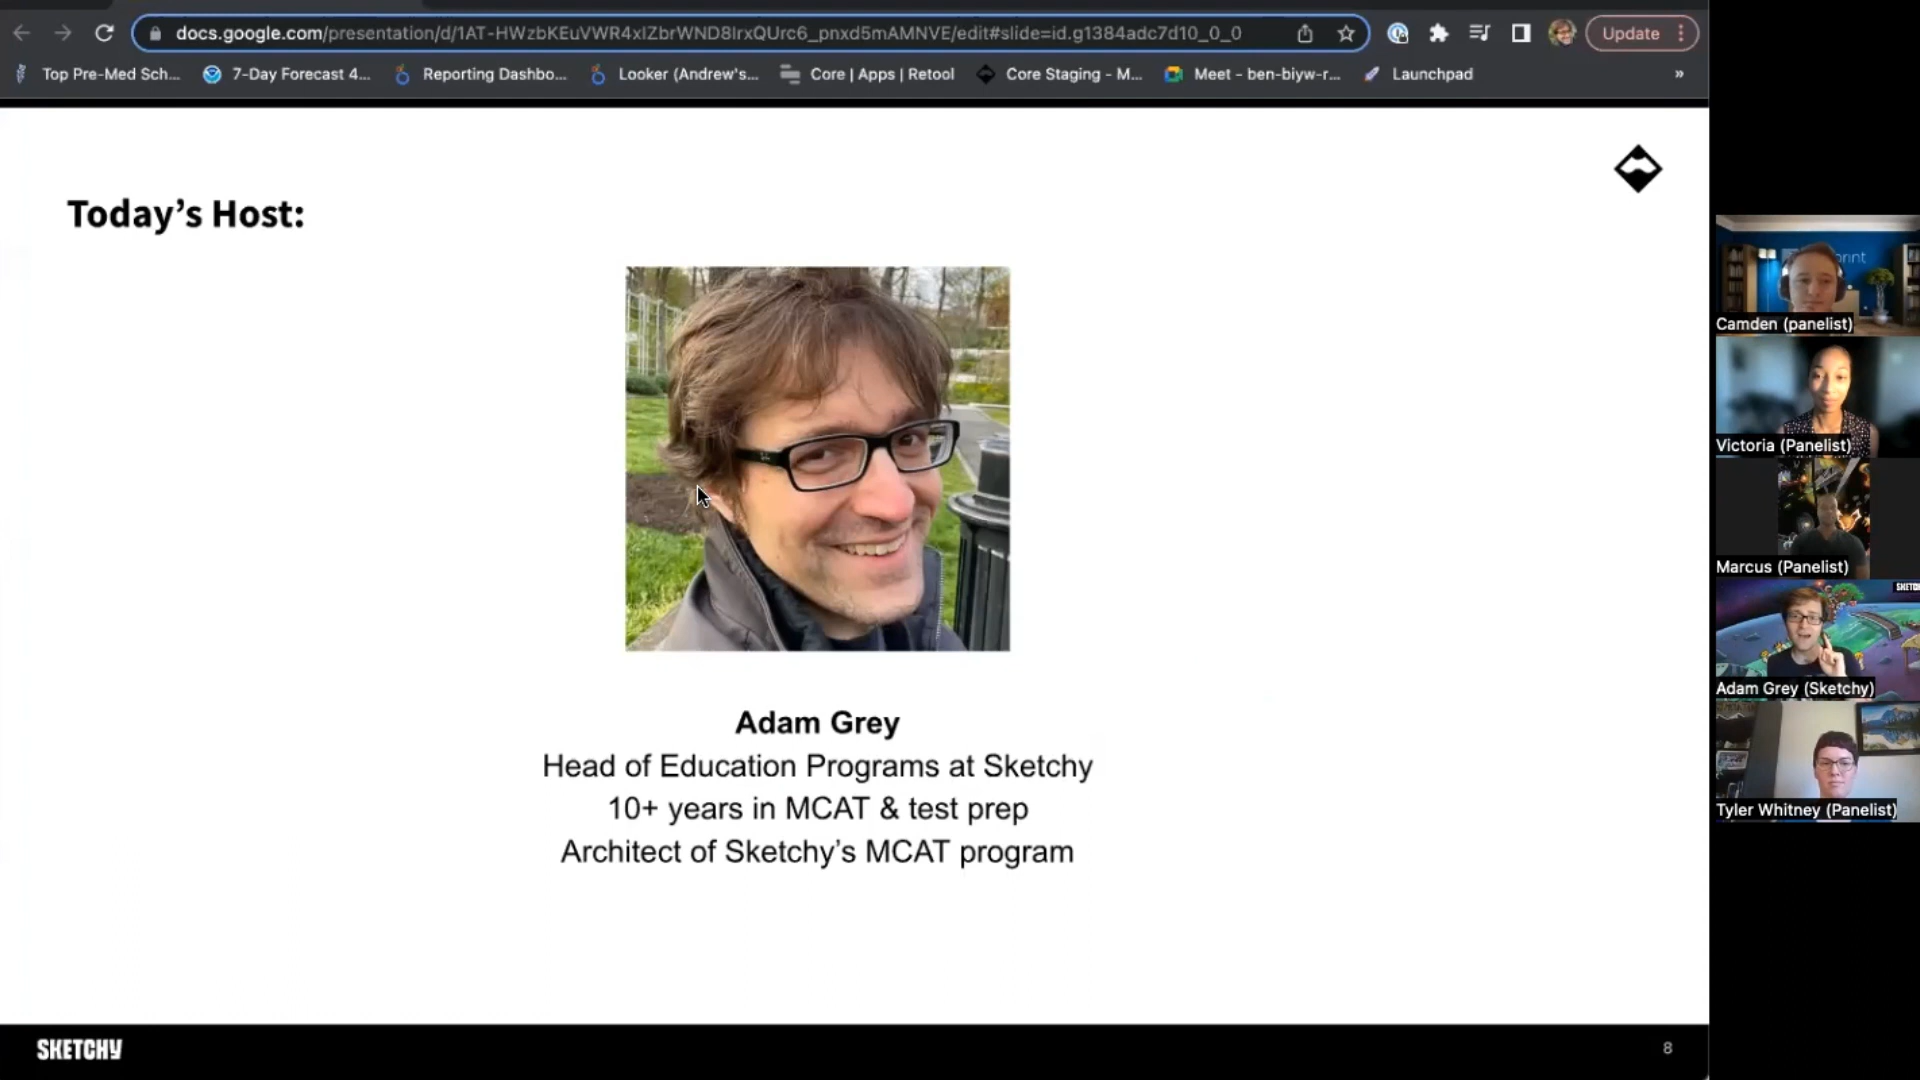 docs.google.com/presentation/d/1AT-HWzbKEuVWR4xIZbrWND8IrxQUrc6_pnxd5mAMNVE/edit#slide=id.g1384adc7d10_0_0
Update
Top Pre-Med Sch...
7-Day Forecast 4...
Reporting Dashbo...
Looker (Andrew's...
Core | Apps | Retool
Core Staging - M...
Meet - ben-biyw-r...
Launchpad
»
Today's Host:
Adam Grey
Head of Education Programs at Sketchy
10+ years in MCAT & test prep
Architect of Sketchy's MCAT program
SKETCHY
8
Camden (panelist)
Victoria (Panelist)
Marcus (Panelist)
Adam Grey (Sketchy)
Tyler Whitney (Panelist)